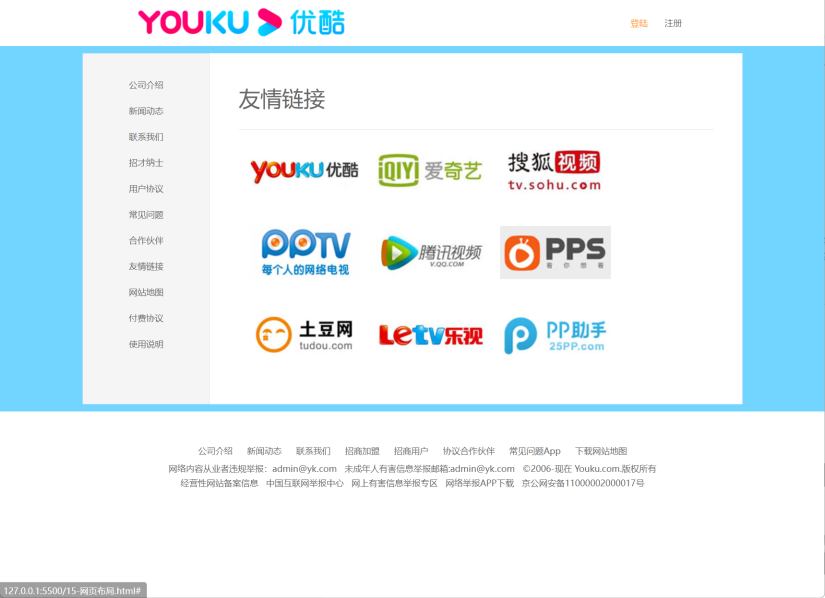 YOUKU 优酷
登陆 注册
公司介绍
新闻动态
联系我们
招才纳士
用户协议
常见问题
合作伙伴
友情链接
网站地图
付费协议
使用说明
友情链接
YOUKU优酷 iQIYI 爱奇艺 搜狐视频
tv.sohu.com
PPTV 腾讯视频 PPS
每个人的网络电视 V.QQ.COM 看你想看
土豆网 Letv乐视 PP助手
tudou.com 25PP.com
公司介绍 新闻动态 联系我们 招商加盟 招商用户 协议合作伙伴 常见问题App 下载网站地图
网络内容从业者违规举报：admin@yk.com 未成年人有害信息举报邮箱:admin@yk.com ©2006-现在 Youku.com.版权所有
经营性网站备案信息 中国互联网举报中心 网上有害信息举报专区 网络举报APP下载 京公网安备11000002000017号
127.0.0.1:5500/15-网页布局.html#